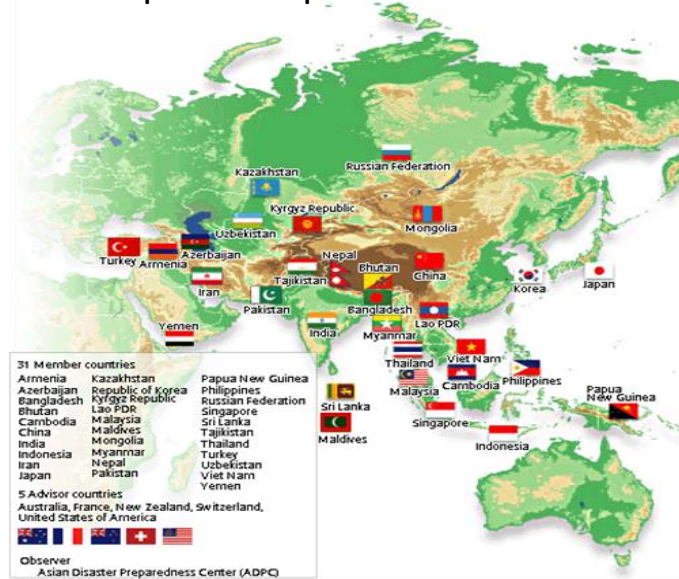 Kazakhstan
Russian Federation
Kyrgyz Republic
Mongolia
Uzbekistan
Turkey
Armenia
Azerbaijan
Iran
Tajikistan
Nepal
Bhutan
China
Korea
Japan
Pakistan
Bangladesh
India
Myanmar
Lao PDR
Yemen
Thailand
Viet Nam
Malaysia
Cambodia
Philippines
Sri Lanka
Maldives
Singapore
Indonesia
Papua
New Guinea
31 Member countries
Armenia
Azerbaijan
Bangladesh
Bhutan
Cambodia
China
India
Indonesia
Iran
Japan
Kazakhstan
Republic of Korea
Kyrgyz Republic
Lao PDR
Malaysia
Maldives
Mongolia
Myanmar
Nepal
Pakistan
Papua New Guinea
Philippines
Russian Federation
Singapore
Sri Lanka
Tajikistan
Thailand
Turkey
Uzbekistan
Viet Nam
Yemen
5 Advisor countries
Australia, France, New Zealand, Switzerland,
United States of America
Observer
Asian Disaster Preparedness Center (ADPC)